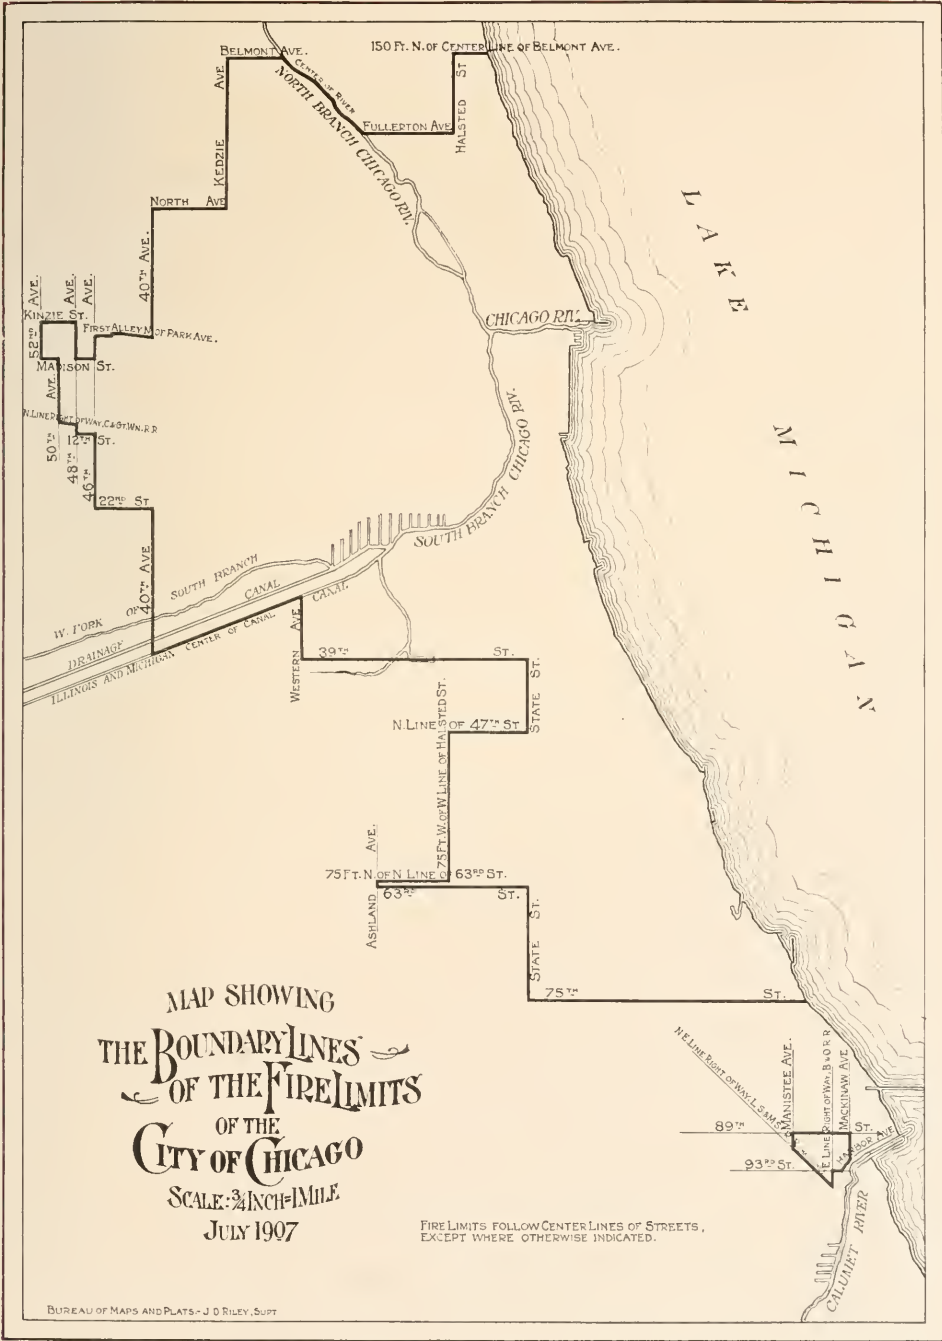 BELMONT AVE.
150 FT. N. OF CENTER LINE OF BELMONT AVE.
CENTER OF RIVER
NORTH BRANCH CHICAGO RIV.
KEDZIE AVE
FULLERTON AVE
HALSTED ST
NORTH AVE
40TH AVE.
LAKE MICHIGAN
52ND AVE.
AVE.
AVE.
KINZIE ST.
FIRST ALLEY N. OF PARK AVE.
CHICAGO RIV.
MADISON ST.
50TH AVE.
N. LINE RIGHT OF WAY, C. & GT. WN. R.R
12TH ST.
48TH
46TH
22ND ST
SOUTH BRANCH CHICAGO RIV.
40TH AVE
W. FORK OF SOUTH BRANCH
DRAINAGE CANAL
ILLINOIS AND MICHIGAN CANAL
CENTER OF CANAL
WESTERN AVE
39TH ST.
STATE ST.
N. LINE OF 47TH ST
75 FT. W. OF W LINE OF HALSTED ST.
ASHLAND AVE.
75 FT. N. OF N LINE OF 63RD ST.
63RD ST.
STATE ST.
75TH ST.
MAP SHOWING
THE BOUNDARY LINES
OF THE FIRE LIMITS
OF THE
CITY OF CHICAGO
SCALE: 3/4 INCH = 1 MILE
JULY 1907
N E LINE RIGHT OF WAY, L S & M S
MANISTEE AVE.
E LINE RIGHT OF WAY, B & O R R
MACKINAW AVE
89TH ST.
HARBOR AVE
93RD ST.
CALUMET RIVER
FIRE LIMITS FOLLOW CENTER LINES OF STREETS,
EXCEPT WHERE OTHERWISE INDICATED.
BUREAU OF MAPS AND PLATS.- J D RILEY, SUPT